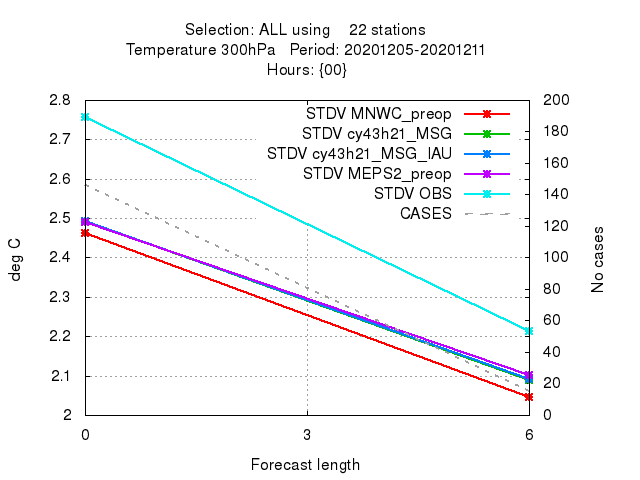 Selection: ALL using 22 stations
Temperature 300hPa Period: 20201205-20201211
Hours: {00}
2.8 200
STDV MNWC_preop
2.7 180
STDV cy43h21_MSG
2.6 160
STDV cy43h21_MSG_IAU
STDV MEPS2_preop
140
STDV OBS
2.5 120
CASES
2.4 100
2.3 80
2.2 60
40
2.1 20
2 0
deg C
No cases
0 3 6
Forecast length